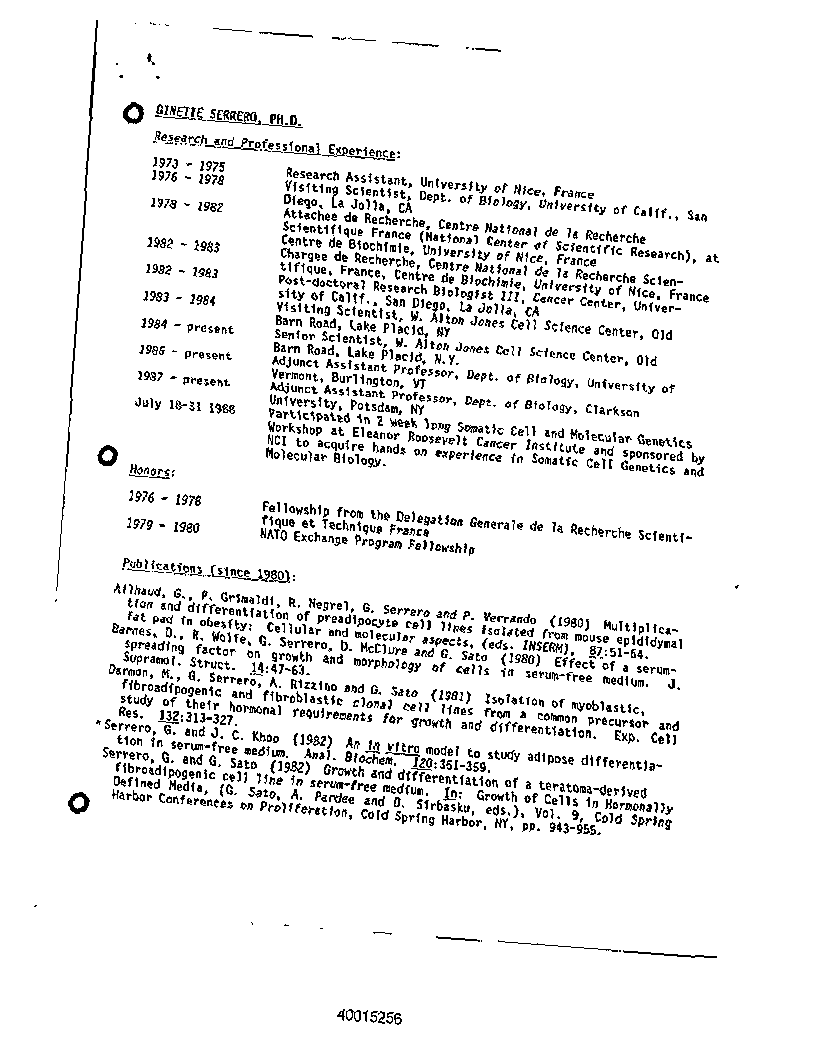 GINETTE SERRERO, PH.D.
Research and Professional Experience:
1973 - 1975 Research Assistant, University of Nice, France
1976 - 1978 Visiting Scientist, Dept. of Biology, University of Calif., San
Diego, La Jolla, CA
1978 - 1982 Attachee de Recherche, Centre National de la Recherche
Scientifique France (National Center of Scientific Research), at
Centre de Biochimie, University of Nice, France
1982 - 1983 Chargee de Recherche, Centre National de la Recherche Scien-
tifique, France, Centre de Biochimie, University of Nice, France
1982 - 1983 Post-doctoral Research Biologist III, Cancer Center, Univer-
sity of Calif., San Diego, La Jolla, CA
1983 - 1984 Visiting Scientist, W. Alton Jones Cell Science Center, Old
Barn Road, Lake Placid, NY
1984 - present Senior Scientist, W. Alton Jones Cell Science Center, Old
Barn Road, Lake Placid, N.Y.
1986 - present Adjunct Assistant Professor, Dept. of Biology, University of
Vermont, Burlington, VT
1987 - present Adjunct Assistant Professor, Dept. of Biology, Clarkson
University, Potsdam, NY
July 18-31 1988 Participated in 2 week long Somatic Cell and Molecular Genetics
Workshop at Eleanor Roosevelt Cancer Institute and sponsored by
NCI to acquire hands on experience in Somatic Cell Genetics and
Molecular Biology.
Honors:
1976 - 1978 Fellowship from the Delegation Generale de la Recherche Scienti-
fique et Technique France
1979 - 1980 NATO Exchange Program Fellowship
Publications (since 1980):
Ailhaud, G., P. Grimaldi, R. Negrel, G. Serrero and P. Verrando (1980) Multiplica-
tion and differentiation of preadipocyte cell lines isolated from mouse epididymal
fat pad in obesity: Cellular and molecular aspects, (eds. INSERM), 87:51-64.
Barnes, D., R. Wolfe, G. Serrero, D. McClure and G. Sato (1980) Effect of a serum-
spreading factor on growth and morphology of cells in serum-free medium. J.
Supramol. Struct. 14:47-63.
Darmon, M., G. Serrero, A. Rizzino and G. Sato (1981) Isolation of myoblastic,
fibroadipogenic and fibroblastic clonal cell lines from a common precursor and
study of their hormonal requirements for growth and differentiation. Exp. Cell
Res. 132:313-327.
*Serrero, G. and J. C. Khoo (1982) An in vitro model to study adipose differentia-
tion in serum-free medium. Anal. Biochem. 120:351-359.
Serrero, G. and G. Sato (1982) Growth and differentiation of a teratoma-derived
fibroadipogenic cell line in serum-free medium. In: Growth of Cells in Hormonally
Defined Media, (G. Sato, A. Pardee and D. Sirbasku, eds.), Vol. 9, Cold Spring
Harbor Conferences on Proliferation, Cold Spring Harbor, NY, pp. 943-955.
40015256